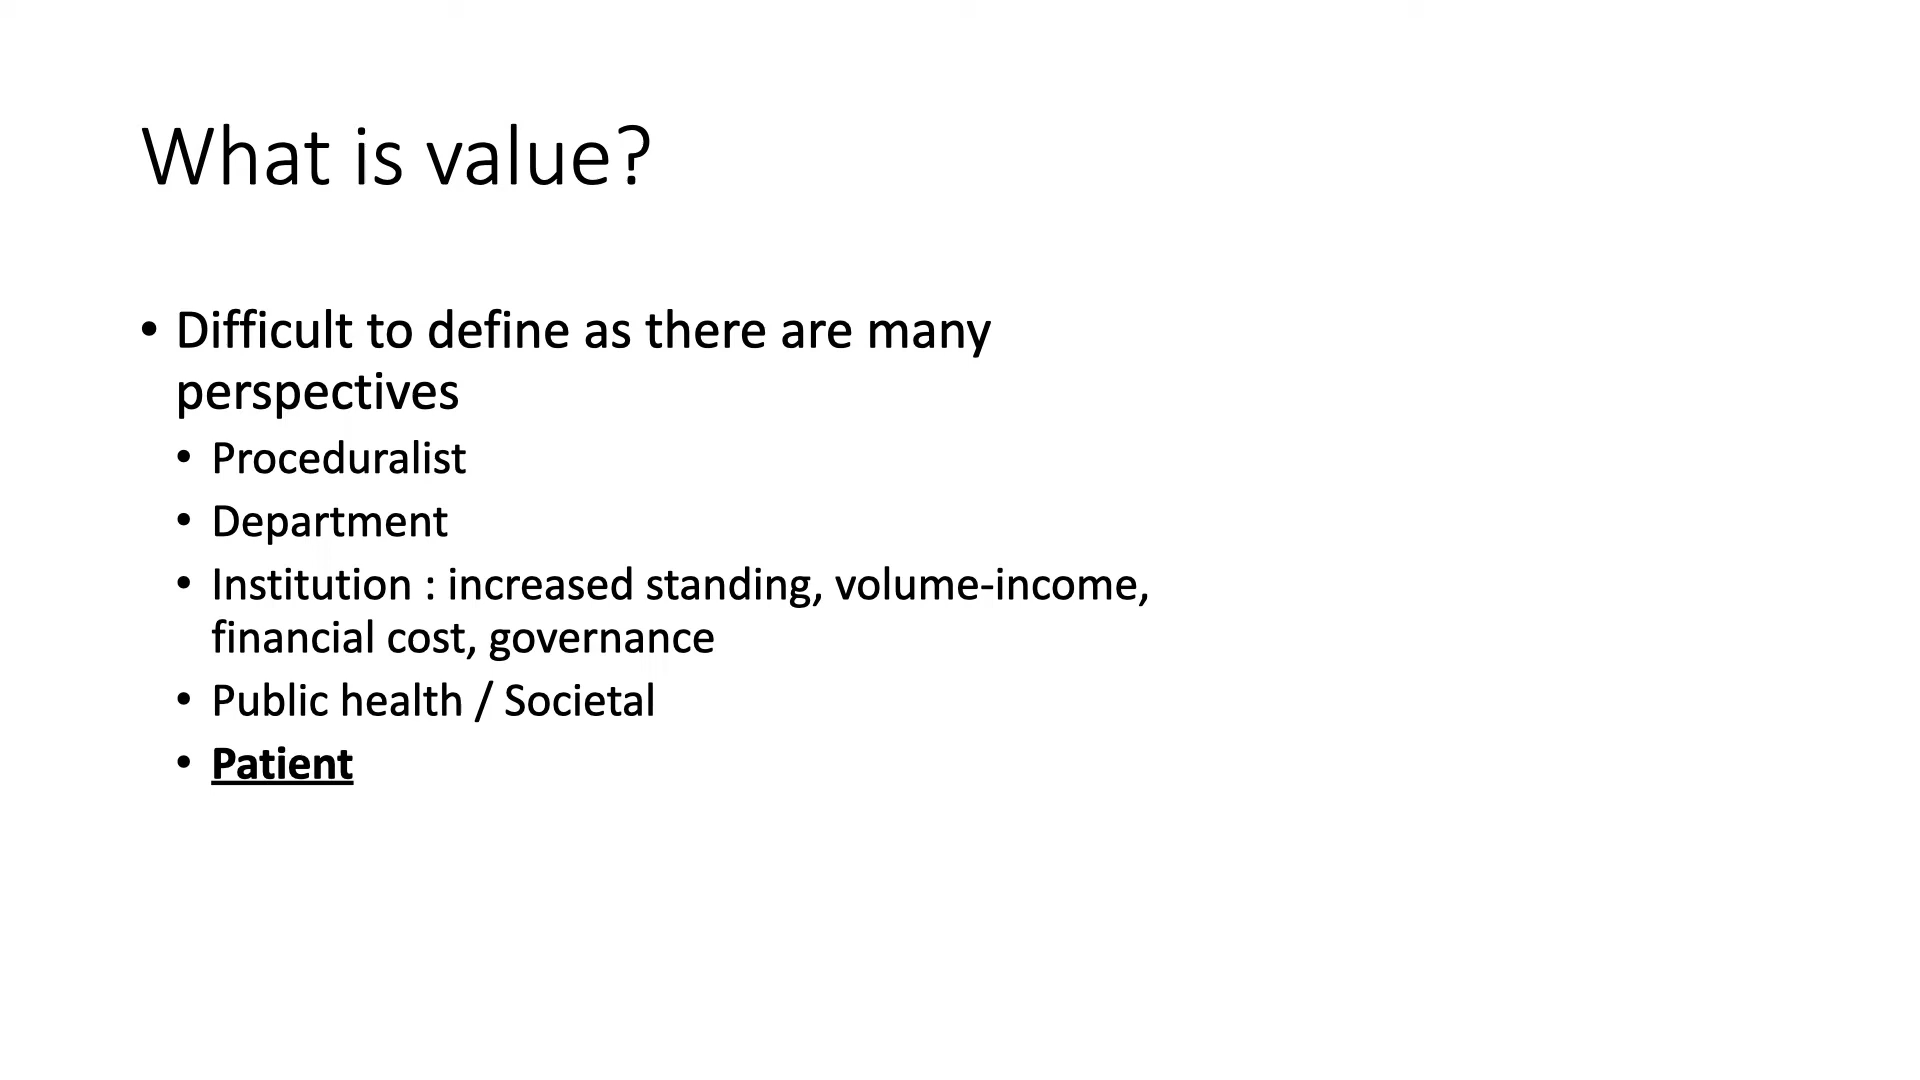 What is value?
• Difficult to define as there are many
perspectives
• Proceduralist
• Department
• Institution : increased standing, volume-income,
financial cost, governance
• Public health / Societal
• Patient